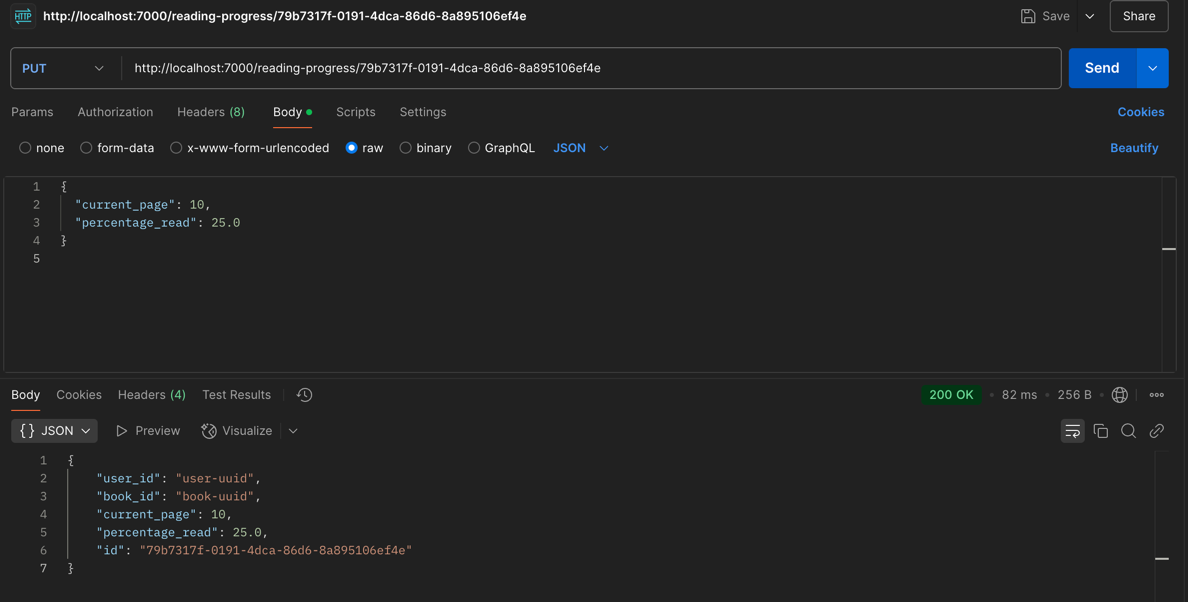 HTTP http://localhost:7000/reading-progress/79b7317f-0191-4dca-86d6-8a895106ef4e Save Share
PUT http://localhost:7000/reading-progress/79b7317f-0191-4dca-86d6-8a895106ef4e Send
Params Authorization Headers (8) Body Scripts Settings Cookies
none form-data x-www-form-urlencoded raw binary GraphQL JSON Beautify
1 {
2 "current_page": 10,
3 "percentage_read": 25.0
4 }
5
Body Cookies Headers (4) Test Results 200 OK • 82 ms • 256 B •
{} JSON Preview Visualize
1 {
2 "user_id": "user-uuid",
3 "book_id": "book-uuid",
4 "current_page": 10,
5 "percentage_read": 25.0,
6 "id": "79b7317f-0191-4dca-86d6-8a895106ef4e"
7 }